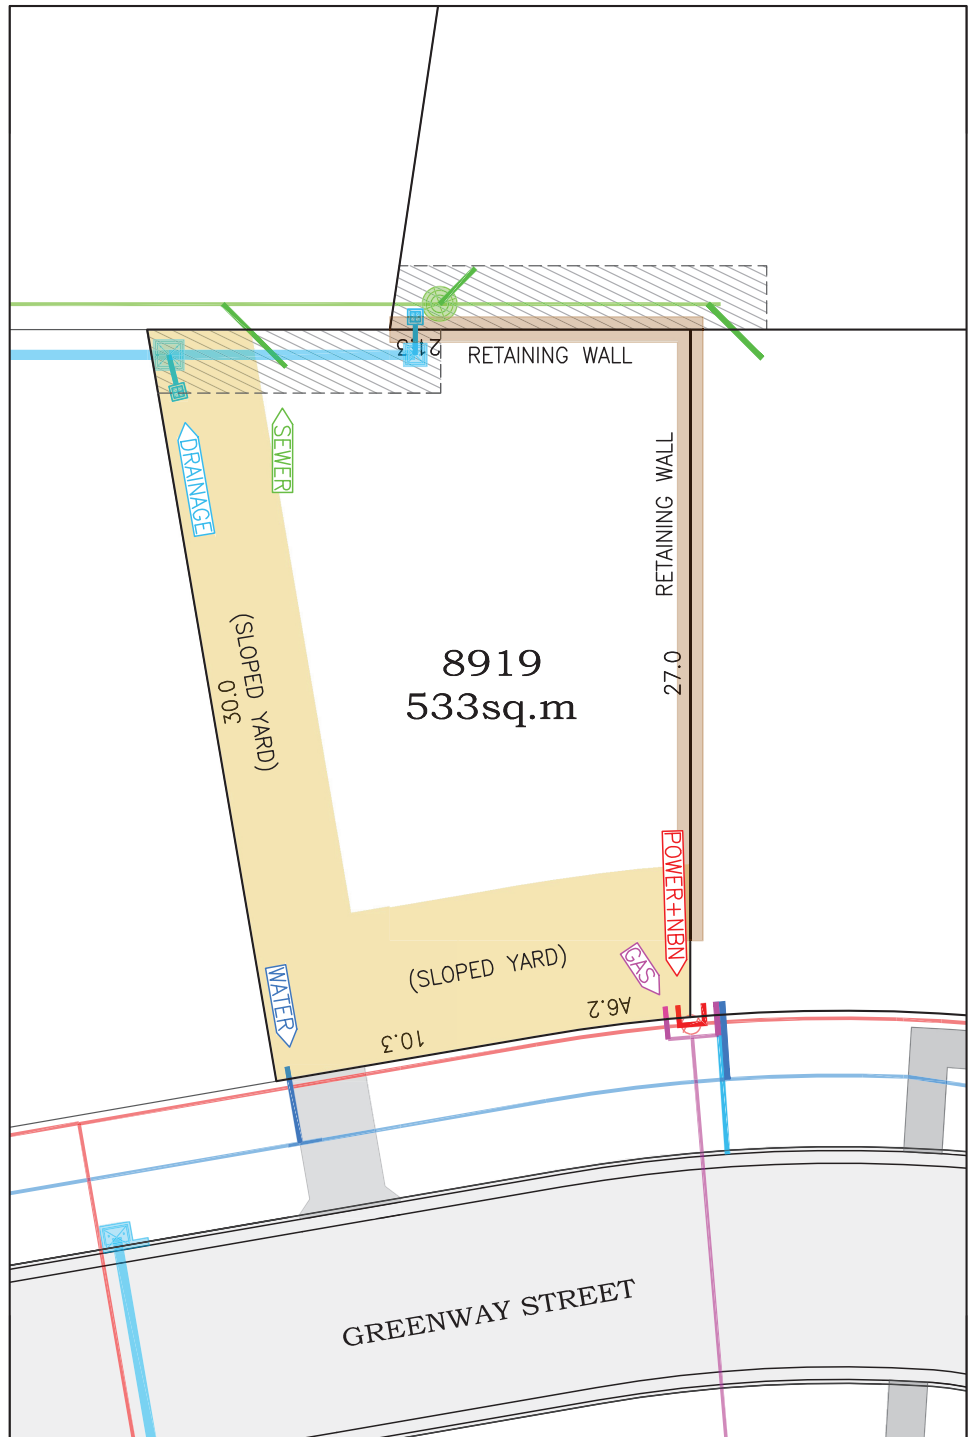 21.3
RETAINING WALL
SEWER
DRAINAGE
RETAINING WALL
(SLOPED YARD)
30.0
8919
533sq.m
27.0
POWER+NBN
GAS
(SLOPED YARD)
WATER
A6.2
10.3
GREENWAY STREET